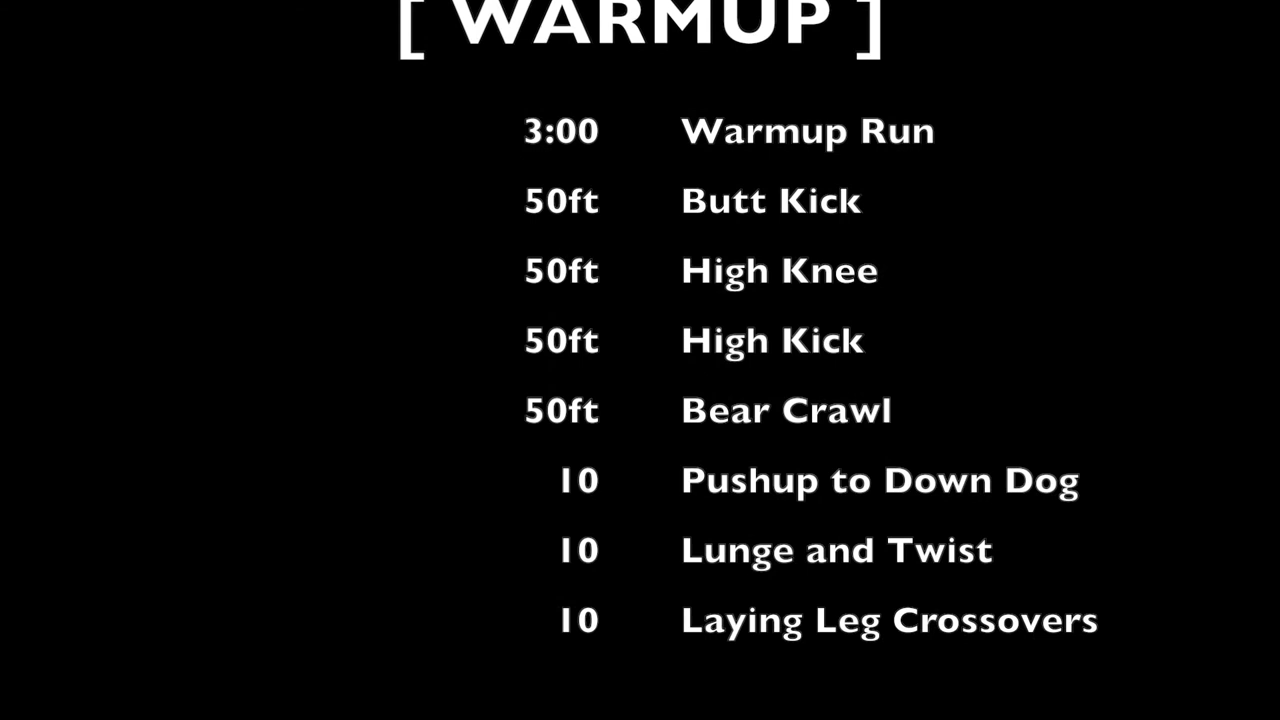 [ WARMUP ]
3:00 Warmup Run
50ft Butt Kick
50ft High Knee
50ft High Kick
50ft Bear Crawl
10 Pushup to Down Dog
10 Lunge and Twist
10 Laying Leg Crossovers